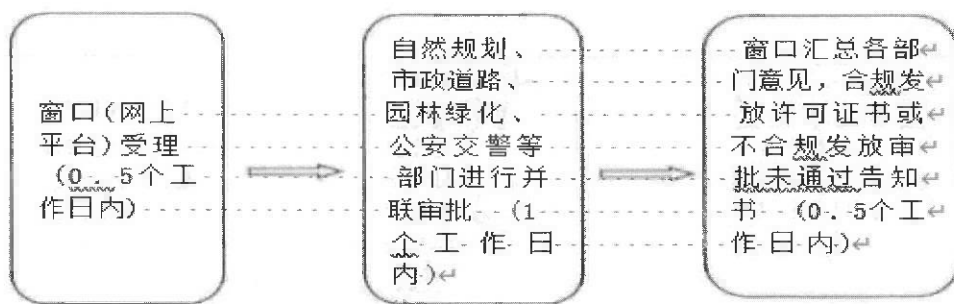 窗口(网上
平台)受理
(0.5个工
作日内)
自然规划、
市政道路、
园林绿化、
公安交警等
部门进行并
联审批 (1
个工作日
内)
窗口汇总各部
门意见,合规发
放许可证书或
不合规发放审
批未通过告知
书 (0.5个工
作日内)